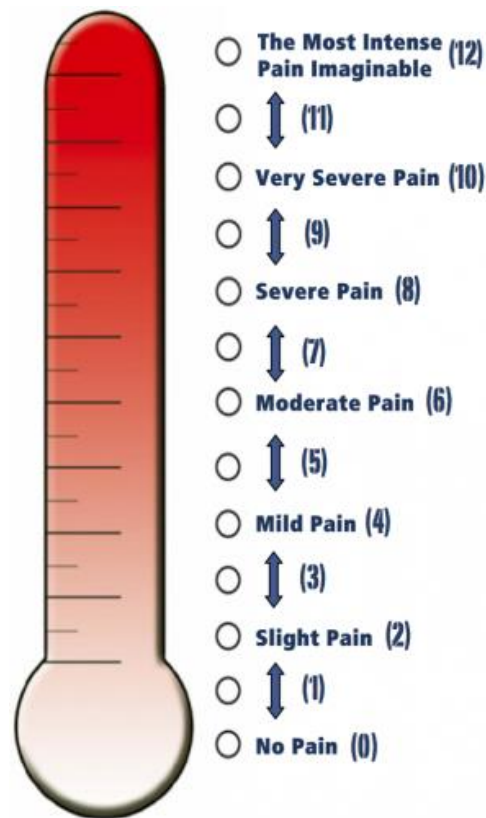 The Most Intense
Pain Imaginable (12)
(11)
Very Severe Pain (10)
(9)
Severe Pain (8)
(7)
Moderate Pain (6)
(5)
Mild Pain (4)
(3)
Slight Pain (2)
(1)
No Pain (0)